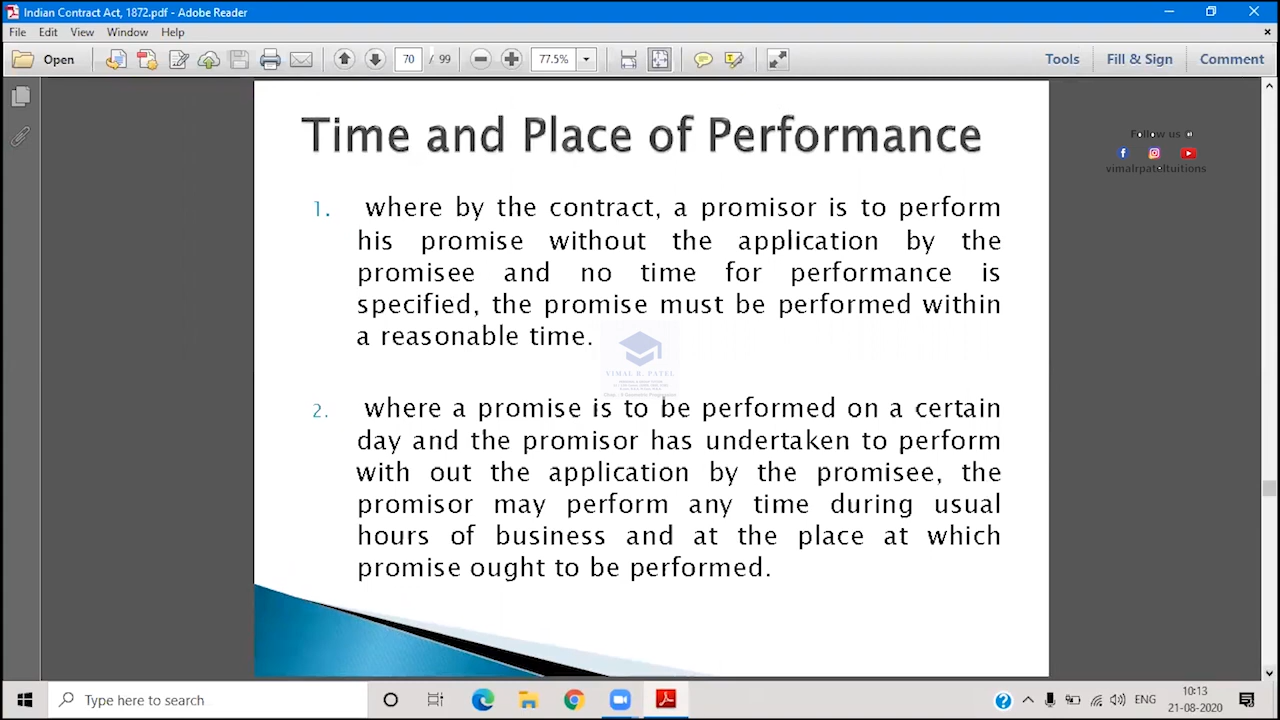 Indian Contract Act, 1872.pdf - Adobe Reader
File Edit View Window Help
Open 70 / 99 77.5% Tools Fill & Sign Comment
Time and Place of Performance
Follow us
vimalrpateltuitions
1. where by the contract, a promisor is to perform
his promise without the application by the
promisee and no time for performance is
specified, the promise must be performed within
a reasonable time.
VIMAL R. PATEL
2. where a promise is to be performed on a certain
day and the promisor has undertaken to perform
with out the application by the promisee, the
promisor may perform any time during usual
hours of business and at the place at which
promise ought to be performed.
Type here to search
ENG
10:13
21-08-2020